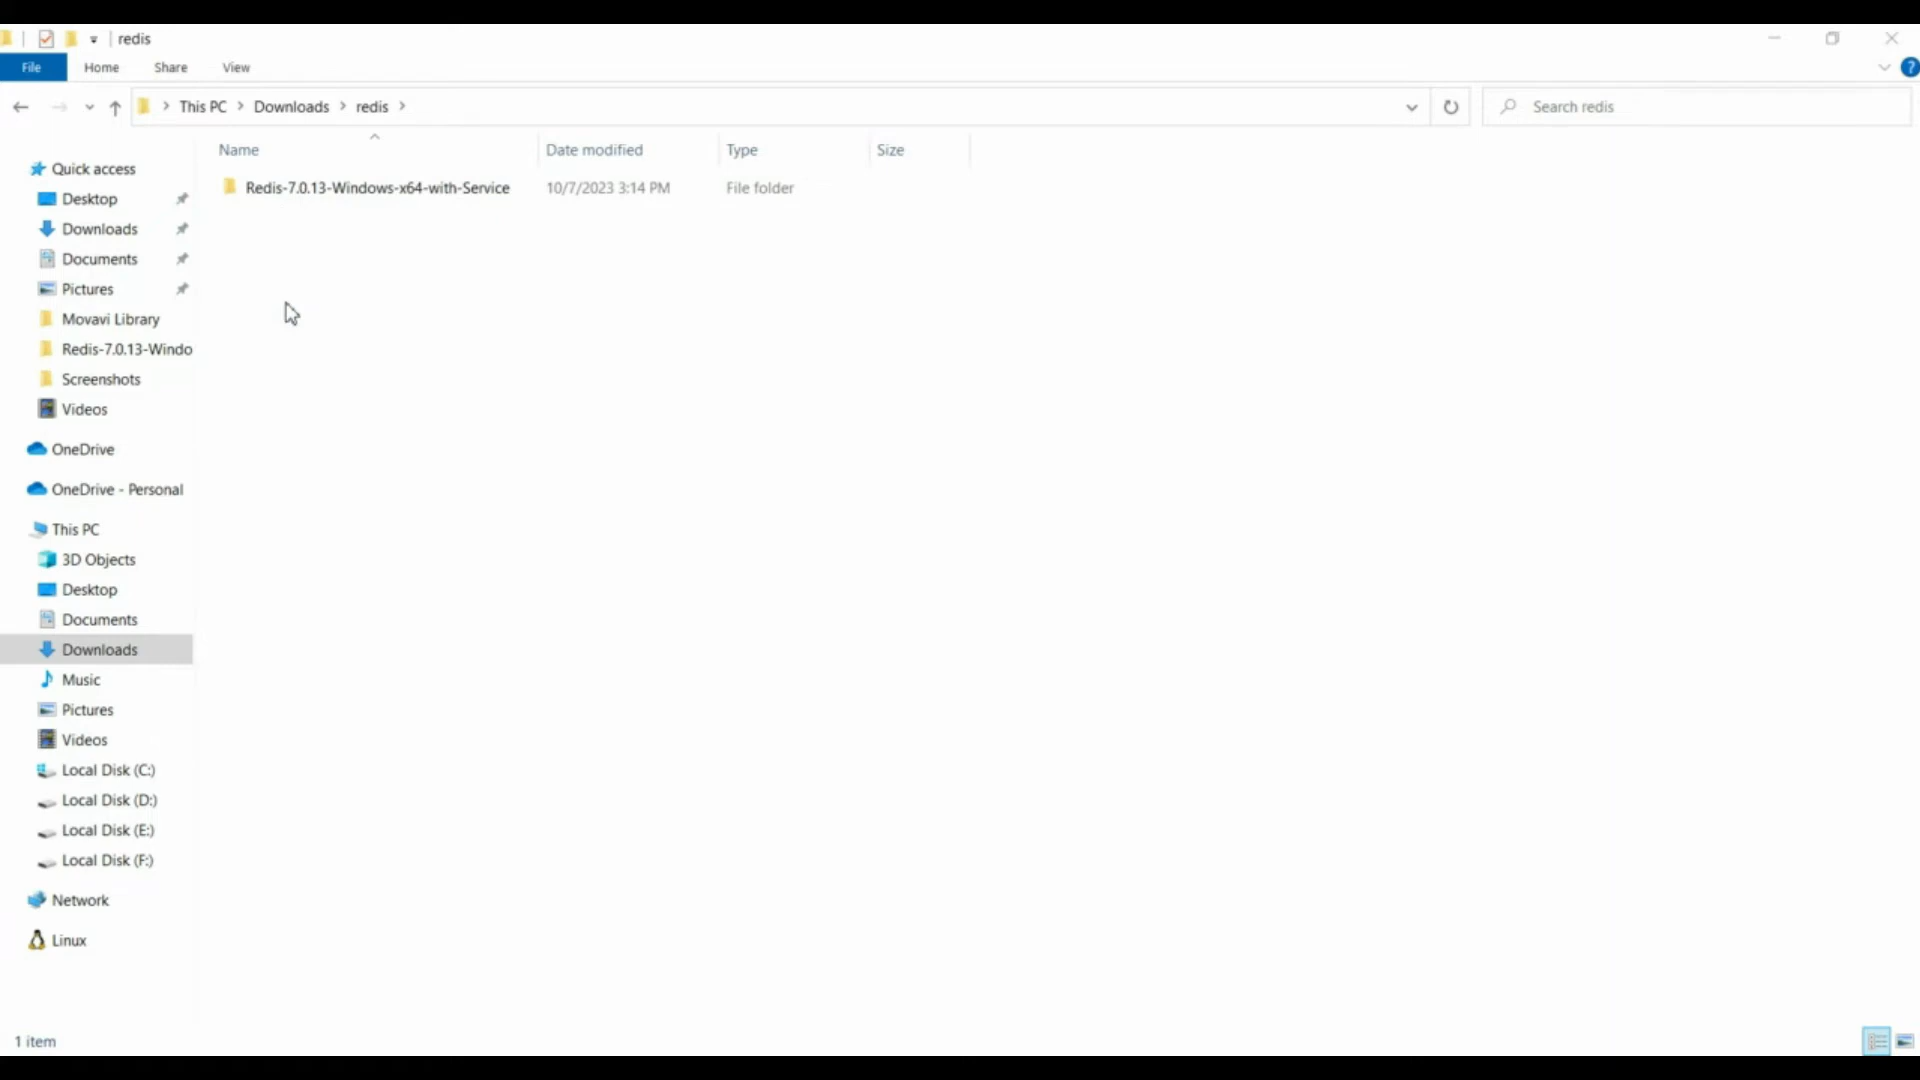 redis
File Home Share View
This PC Downloads redis
Search redis
Name Date modified Type Size
Redis-7.0.13-Windows-x64-with-Service 10/7/2023 3:14 PM File folder
Quick access
Desktop
Downloads
Documents
Pictures
Movavi Library
Redis-7.0.13-Windo
Screenshots
Videos
OneDrive
OneDrive - Personal
This PC
3D Objects
Desktop
Documents
Downloads
Music
Pictures
Videos
Local Disk (C:)
Local Disk (D:)
Local Disk (E:)
Local Disk (F:)
Network
Linux
1 item